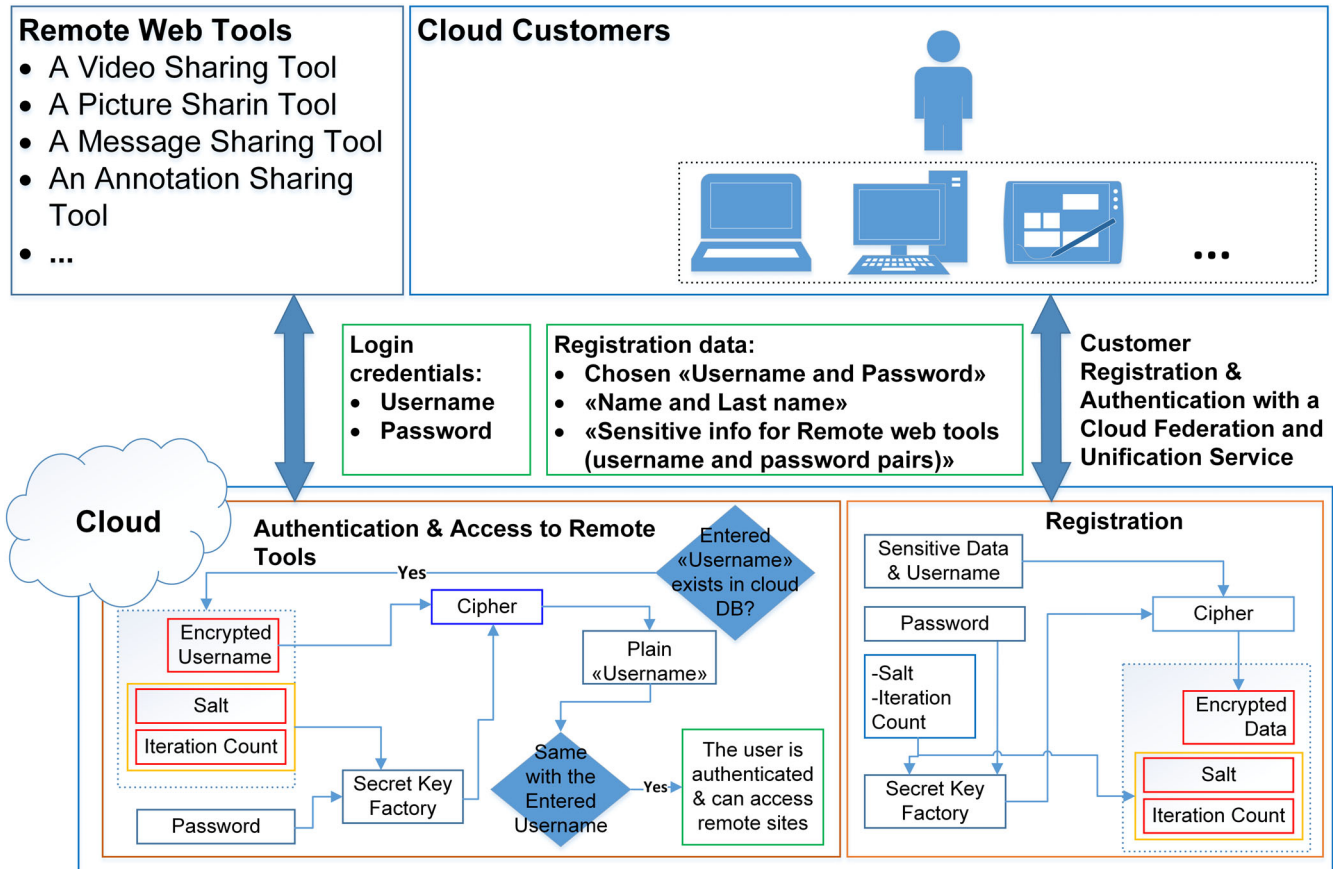 Remote Web Tools
• A Video Sharing Tool
• A Picture Sharin Tool
• A Message Sharing Tool
• An Annotation Sharing
Tool
• ...
Cloud Customers
...
Login
credentials:
• Username
• Password
Registration data:
• Chosen «Username and Password»
• «Name and Last name»
• «Sensitive info for Remote web tools
(username and password pairs)»
Customer
Registration &
Authentication with a
Cloud Federation and
Unification Service
Cloud
Authentication & Access to Remote
Tools
Entered
«Username»
exists in cloud
DB?
Yes
Encrypted
Username
Cipher
Plain
«Username»
Salt
Iteration Count
Secret Key
Factory
Password
Same
with the
Entered
Username
Yes
The user is
authenticated
& can access
remote sites
Registration
Sensitive Data
& Username
Password
-Salt
-Iteration
Count
Secret Key
Factory
Cipher
Encrypted
Data
Salt
Iteration Count